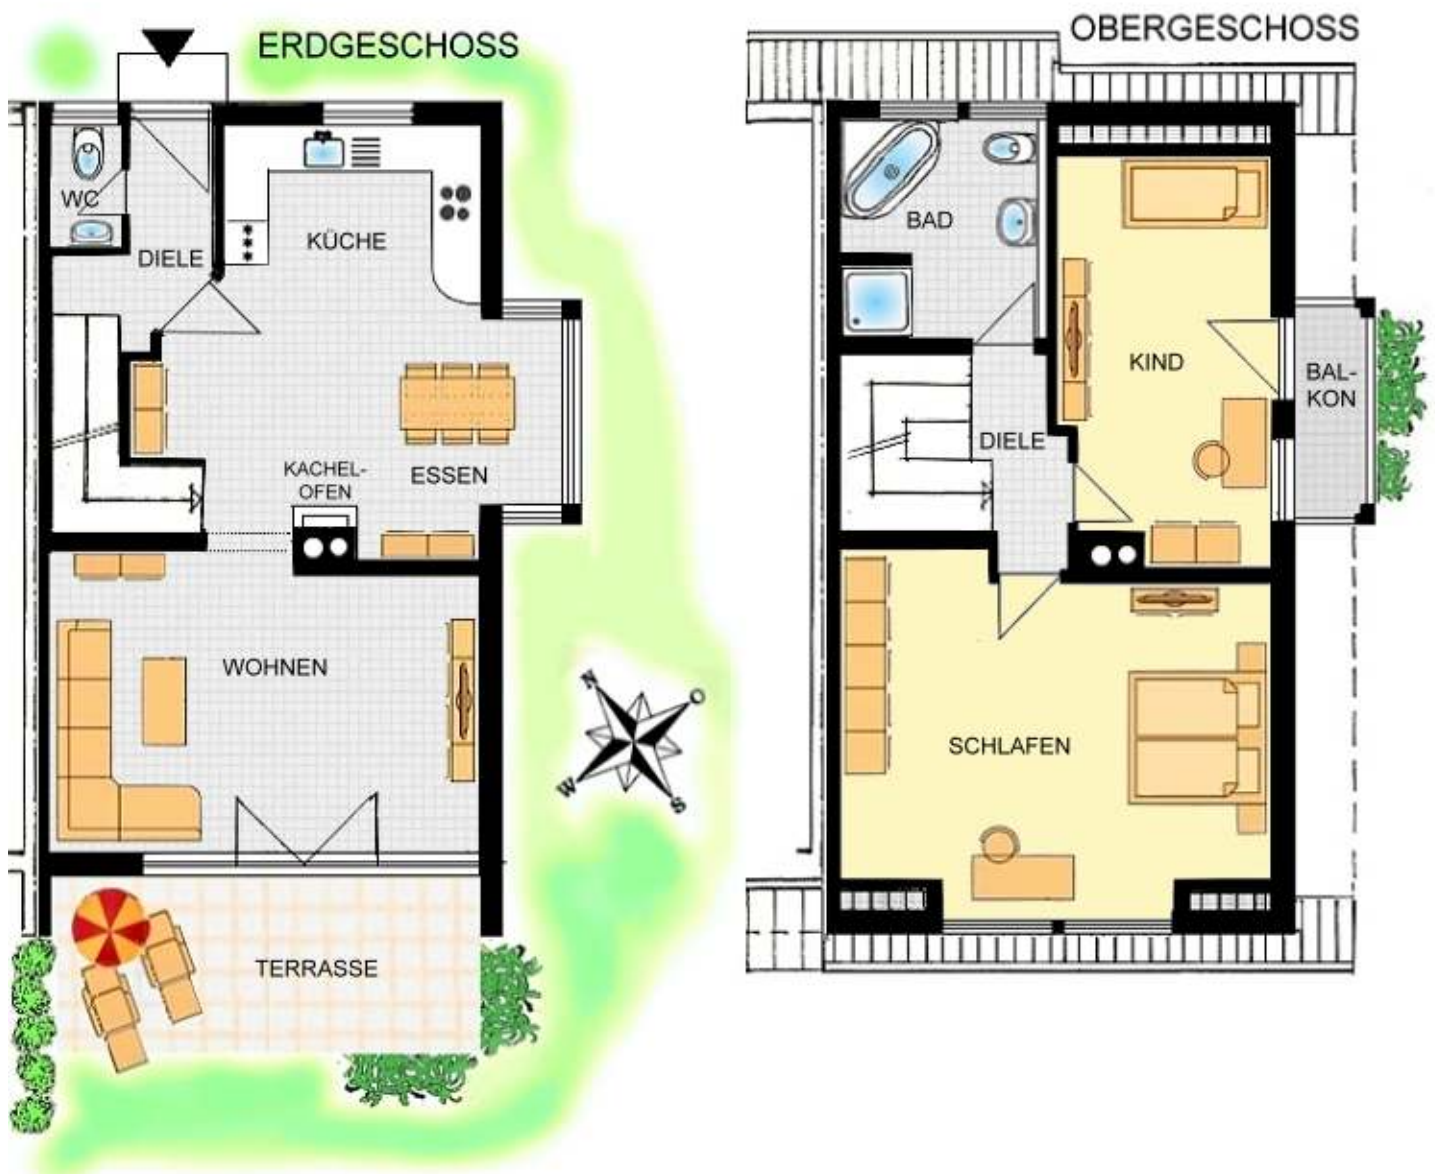 ERDGESCHOSS
WC
DIELE
KÜCHE
KACHEL-
OFEN
ESSEN
WOHNEN
TERRASSE
N
O
W
S
OBERGESCHOSS
BAD
KIND
BAL-
KON
DIELE
SCHLAFEN